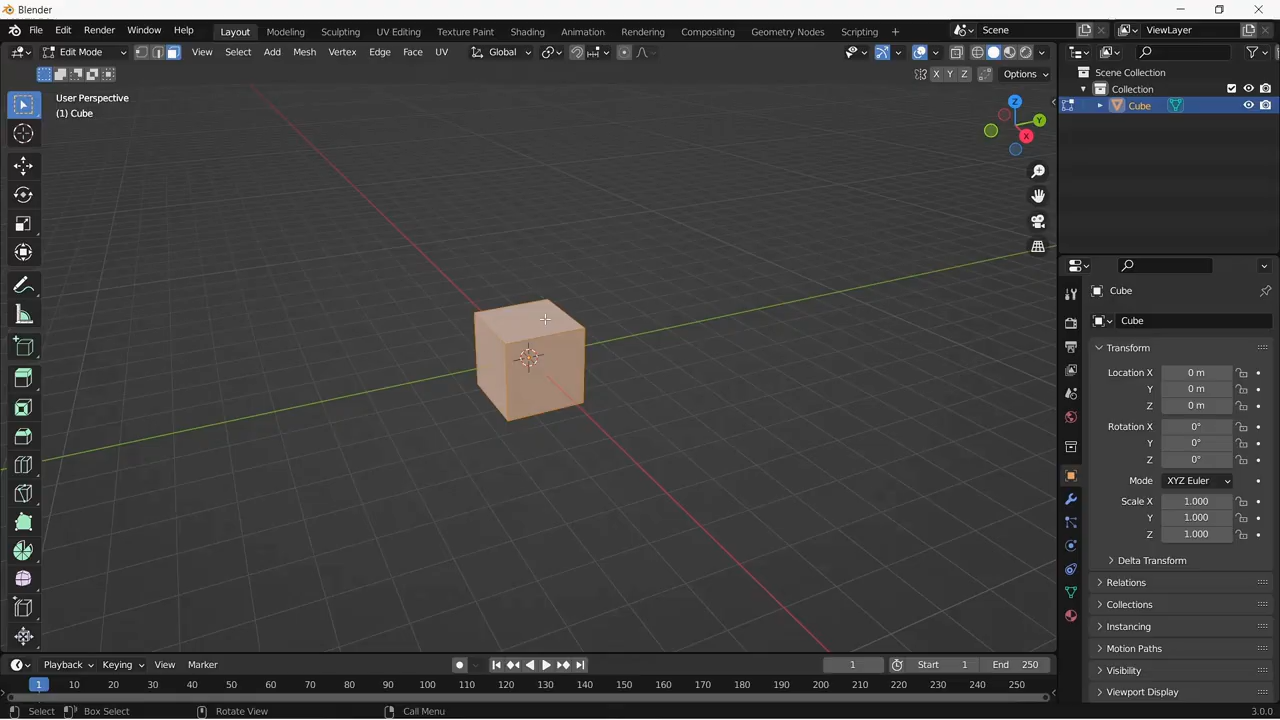 Blender
File Edit Render Window Help Layout Modeling Sculpting UV Editing Texture Paint Shading Animation Rendering Compositing Geometry Nodes Scripting + Scene ViewLayer
Edit Mode View Select Add Mesh Vertex Edge Face UV Global
X Y Z Options
User Perspective
(1) Cube
Z
Y
X
Scene Collection
Collection
Cube
Cube
Cube
Transform
Location X 0 m
Y 0 m
Z 0 m
Rotation X 0°
Y 0°
Z 0°
Mode XYZ Euler
Scale X 1.000
Y 1.000
Z 1.000
Delta Transform
Relations
Collections
Instancing
Motion Paths
Visibility
Viewport Display
Playback Keying View Marker 1 Start 1 End 250
1 10 20 30 40 50 60 70 80 90 100 110 120 130 140 150 160 170 180 190 200 210 220 230 240 250
Select Box Select Rotate View Call Menu 3.0.0